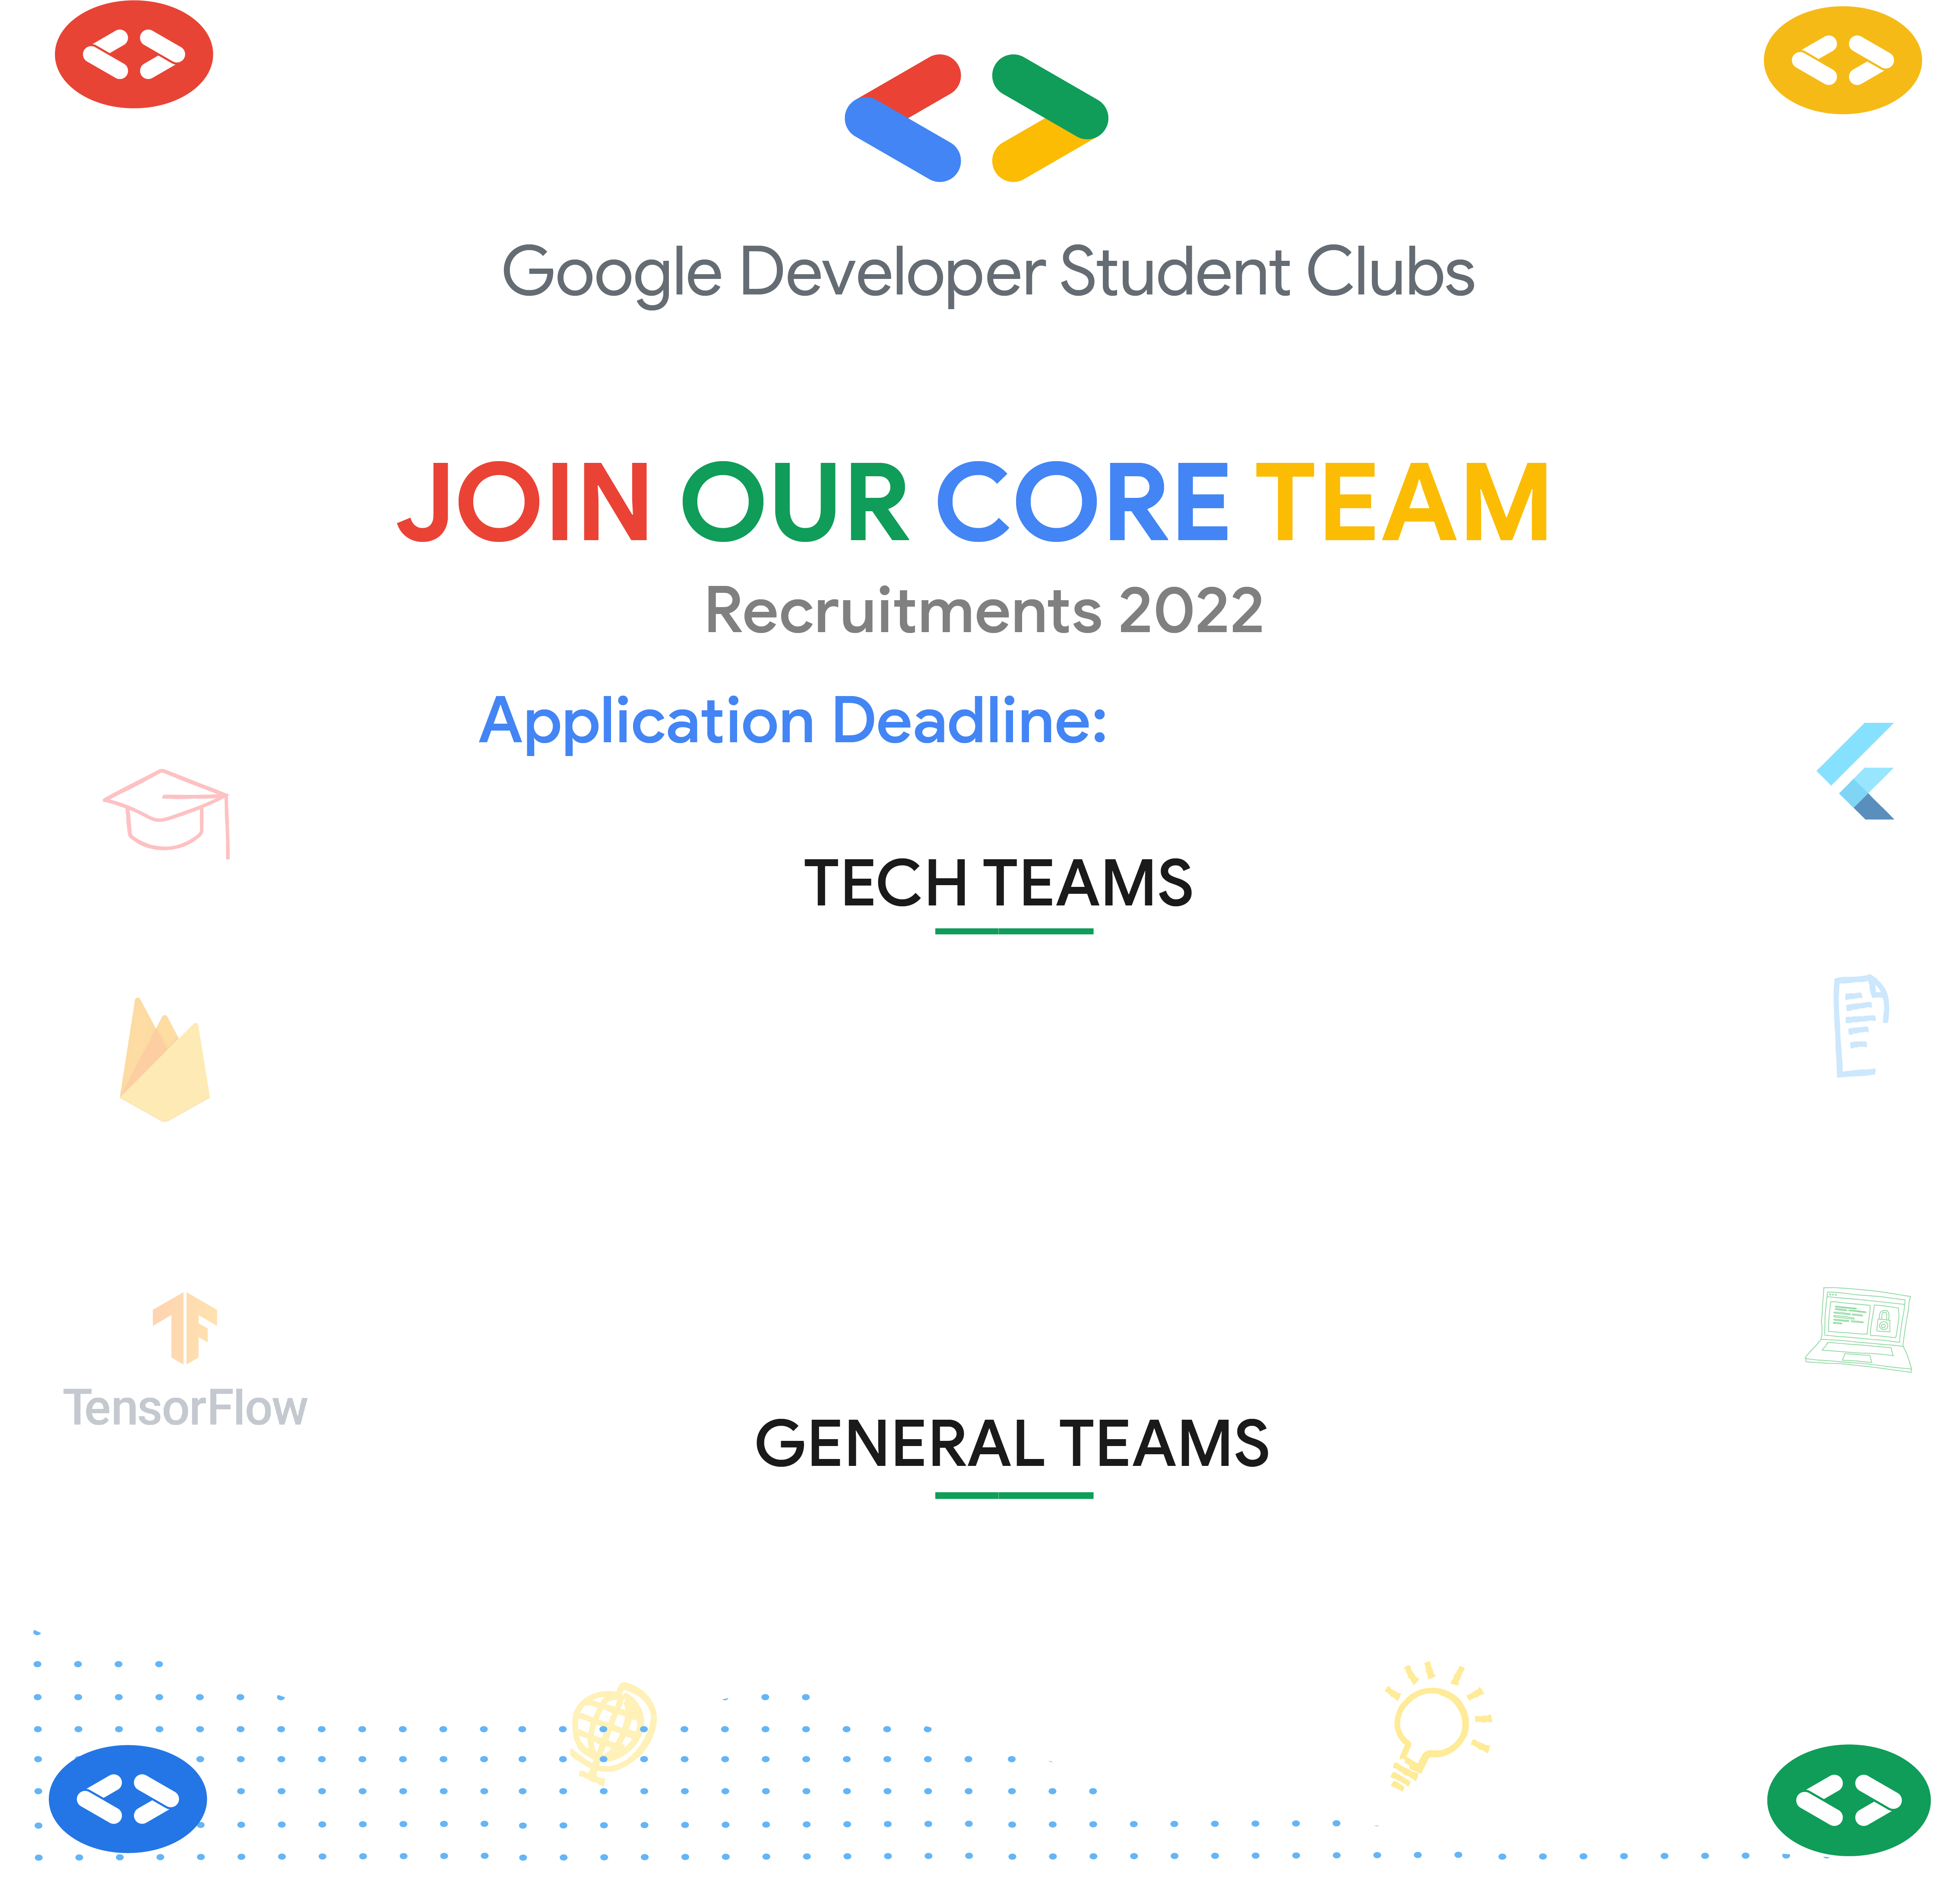 Google Developer Student Clubs
JOIN OUR CORE TEAM
Recruitments 2022
Application Deadline:
TECH TEAMS
TensorFlow
GENERAL TEAMS